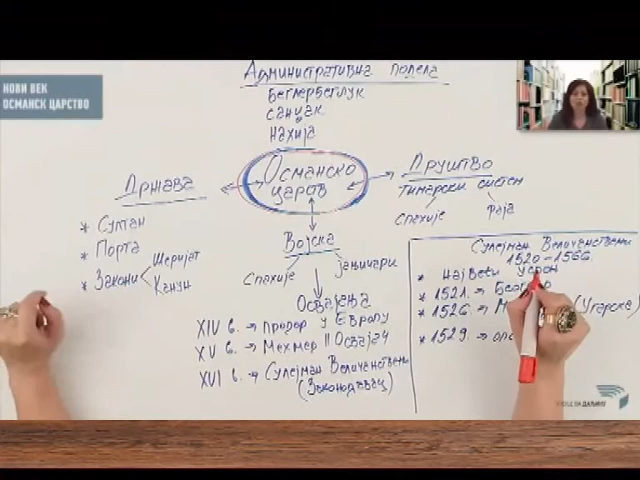 НОВИ ВЕК
ОСМАНСК ЦАРСТВО
Административна подела
Беглербеглук
санџак
нахија
Османско
царство
Држава
* Султан
* Порта
* Закони
Шеријат
Канун
Друштво
тимарски систем
спахије
раја
Војска
спахије
јањичари
Освајања
XIV в. → Продор у Европу
XV в. → Мехмед II Освајач
XVI в. → Сулејман Величанствени
(Законодавац)
Сулејман Величанствени
1520-1566.
* највећи успон
* 1521. → Београд
* 1526. → (Угарска)
* 1529. →